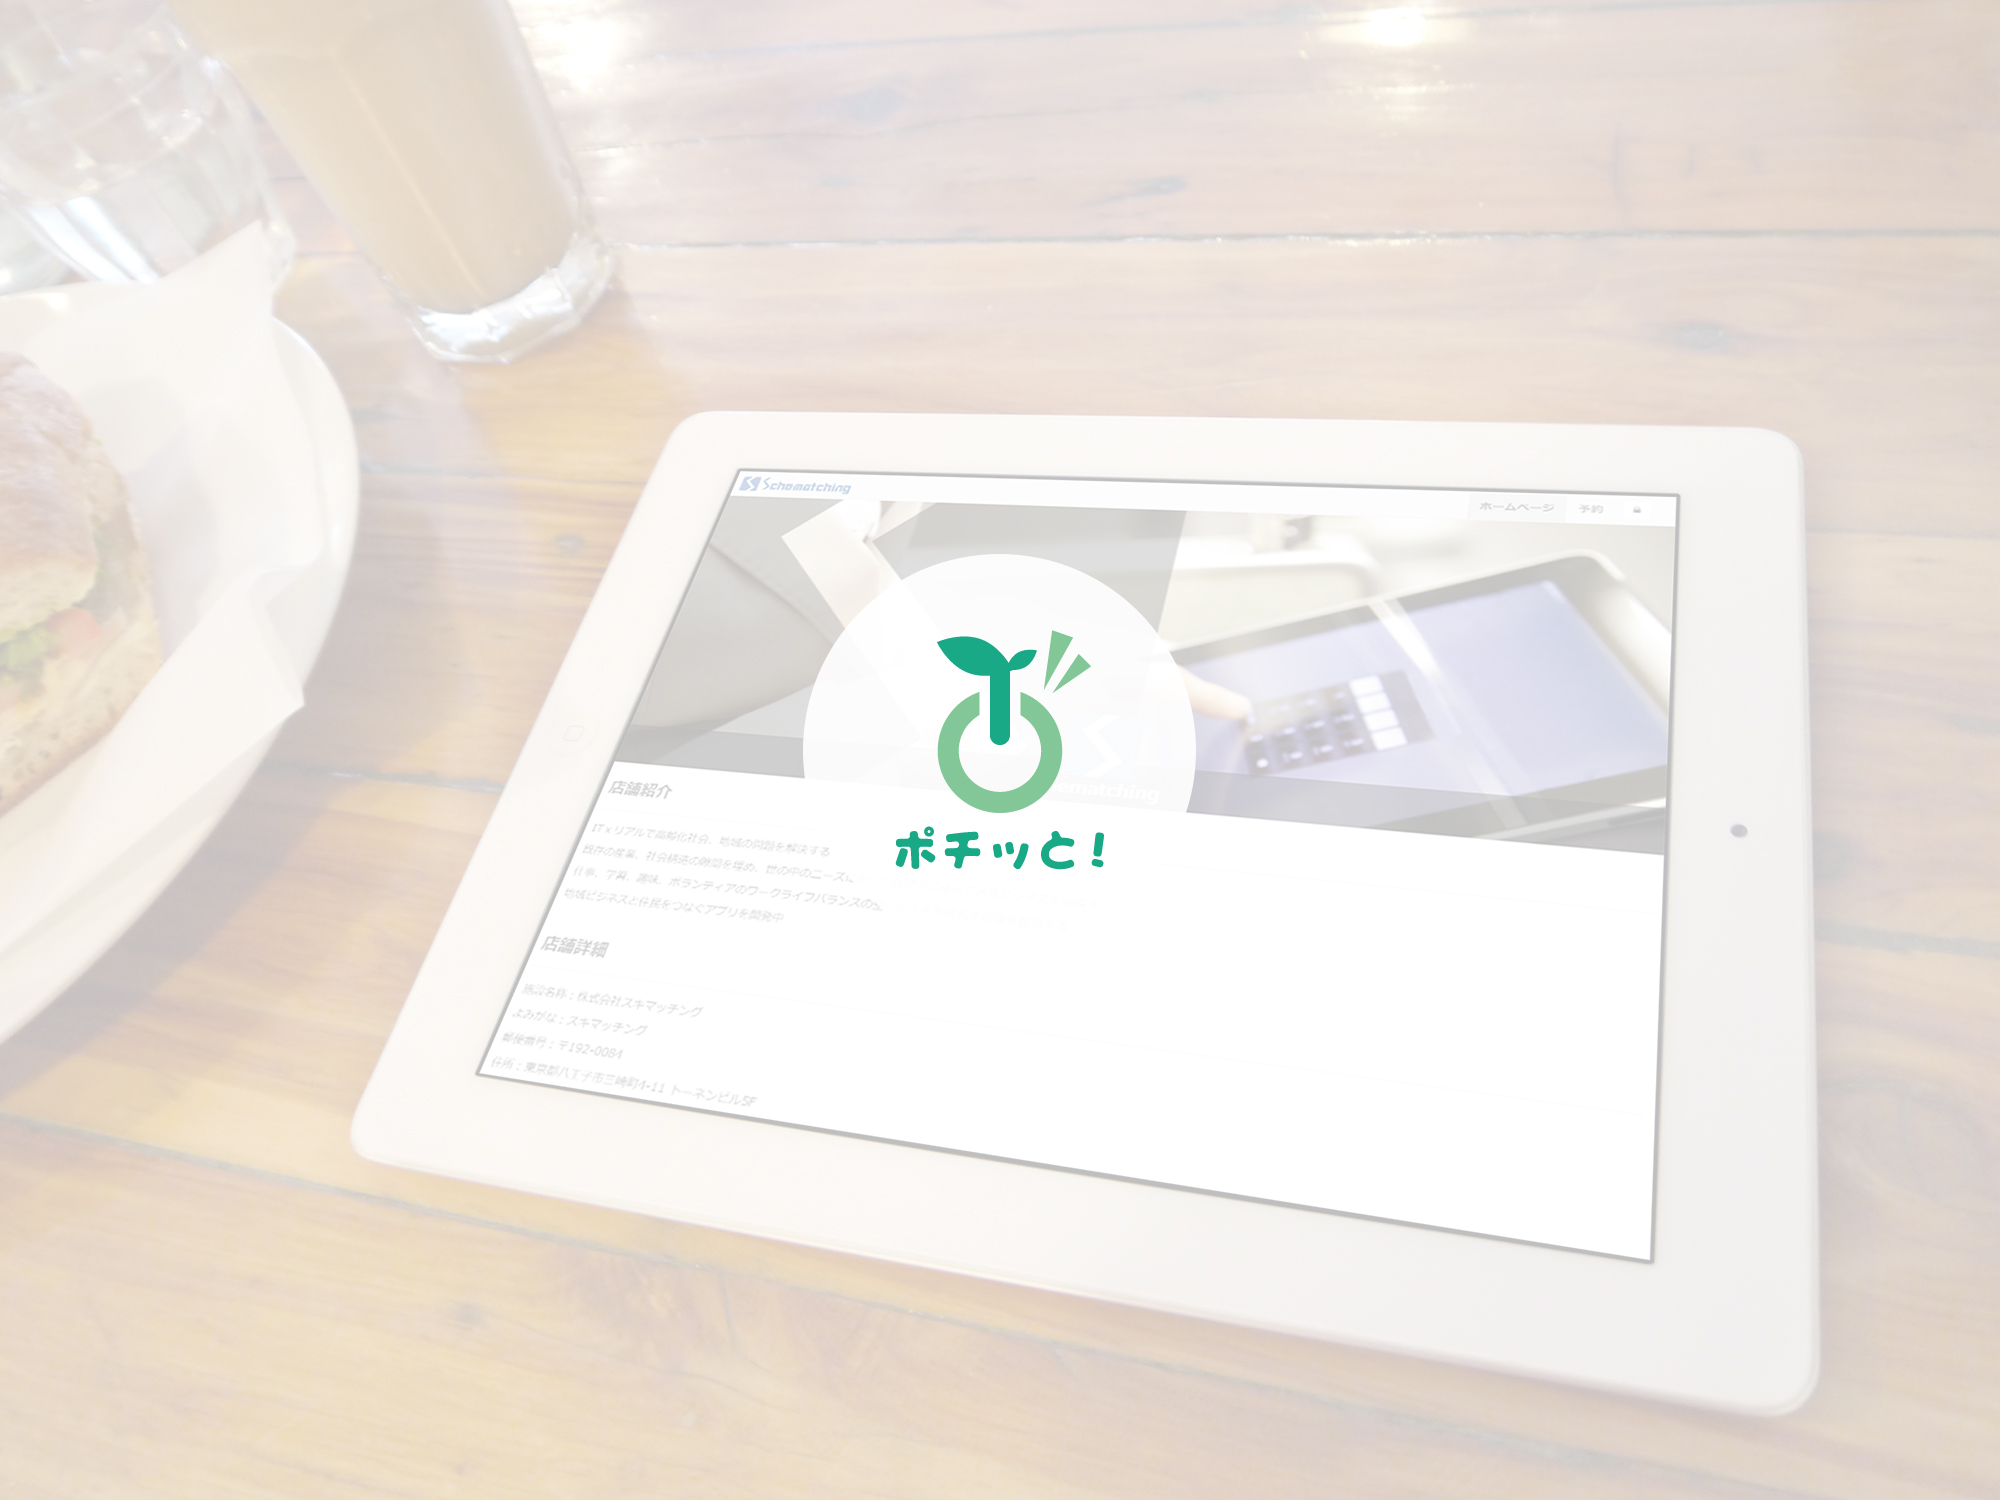 Schematching
ホームページ 予約
ematching
ポチッと!
店舗紹介
IT x リアルで高齢化社会、地域の問題を解決する
既存の産業、社会構造の隙間を埋め、世の中のニーズに
仕事、学業、趣味、ボランティアのワークライフバランスの
地域ビジネスと住民をつなぐアプリを開発中
店舗詳細
施設名称：株式会社スキマッチング
よみがな：スキマッチング
郵便番号：〒192-0084
住所：東京都八王子市三崎町4-11 トーネンビル5F